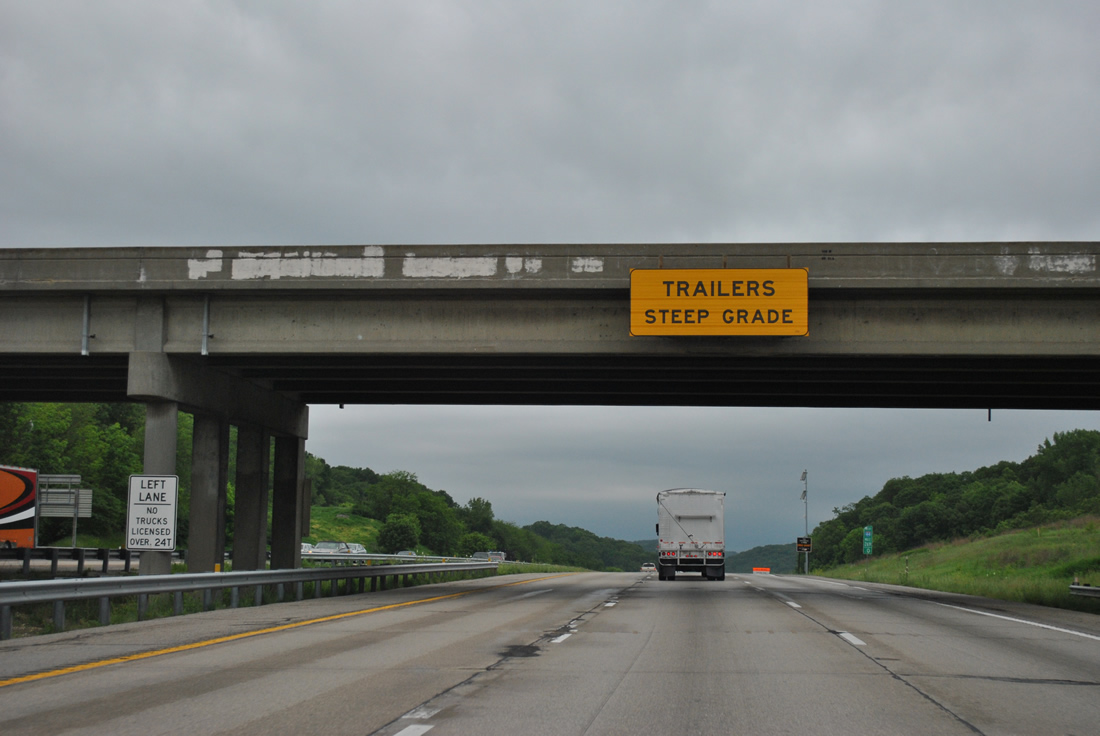 TRAILERS
STEEP GRADE
LEFT
LANE
NO
TRUCKS
LICENSED
OVER 24T